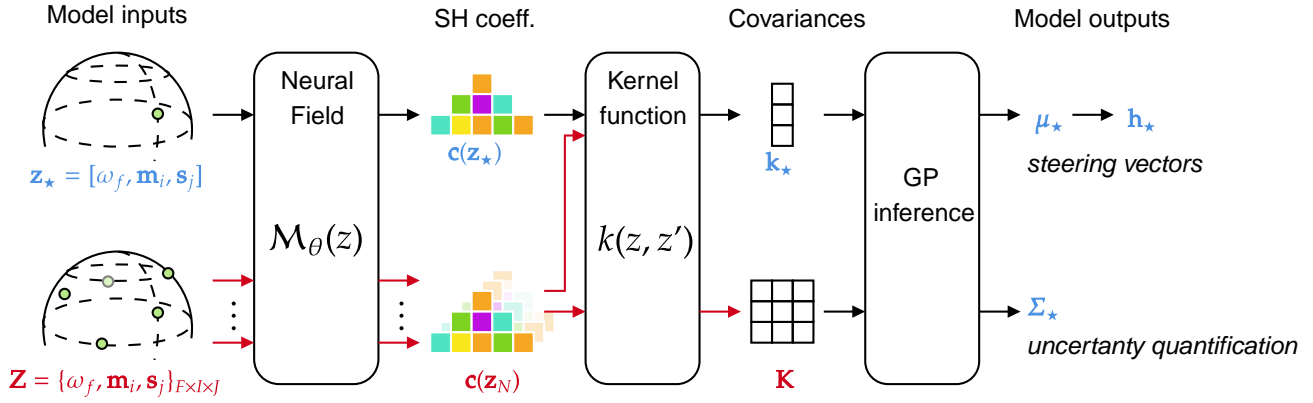 Model inputs
SH coeff.
Covariances
Model outputs
Neural
Field
Kernel
function
c(z⋆)
z⋆ = [ω_f, m_i, s_j]
k⋆
μ⋆
h⋆
steering vectors
GP
inference
M_θ(z)
k(z, z′)
Σ⋆
uncertanty quantification
Z = {ω_f, m_i, s_j}_{F×I×J}
c(z_N)
K